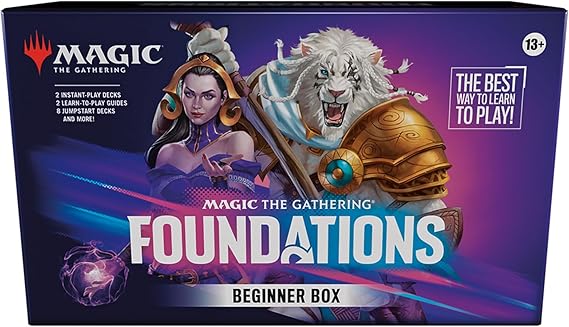 MAGIC
THE GATHERING
2 INSTANT-PLAY DECKS
2 LEARN-TO-PLAY GUIDES
8 JUMPSTART DECKS
AND MORE!
13+
THE BEST
WAY TO LEARN
TO PLAY!
MAGIC THE GATHERING®
FOUNDATIONS
BEGINNER BOX